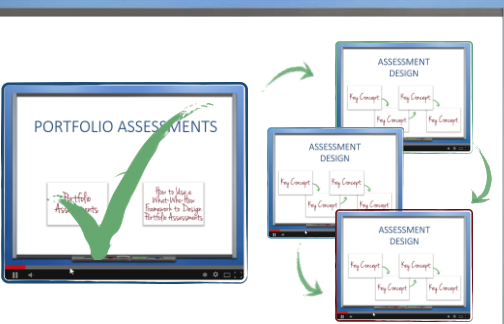 PORTFOLIO ASSESSMENTS
Portfolio
Assessments
How to Use a
What-Who-How
Framework to Design
Portfolio Assessments
ASSESSMENT
DESIGN
Key Concept
Key Concept
Key Concept
Key Concept
ASSESSMENT
DESIGN
Key Concept
Key Concept
Key Concept
Key Concept
ASSESSMENT
DESIGN
Key Concept
Key Concept
Key Concept
Key Concept